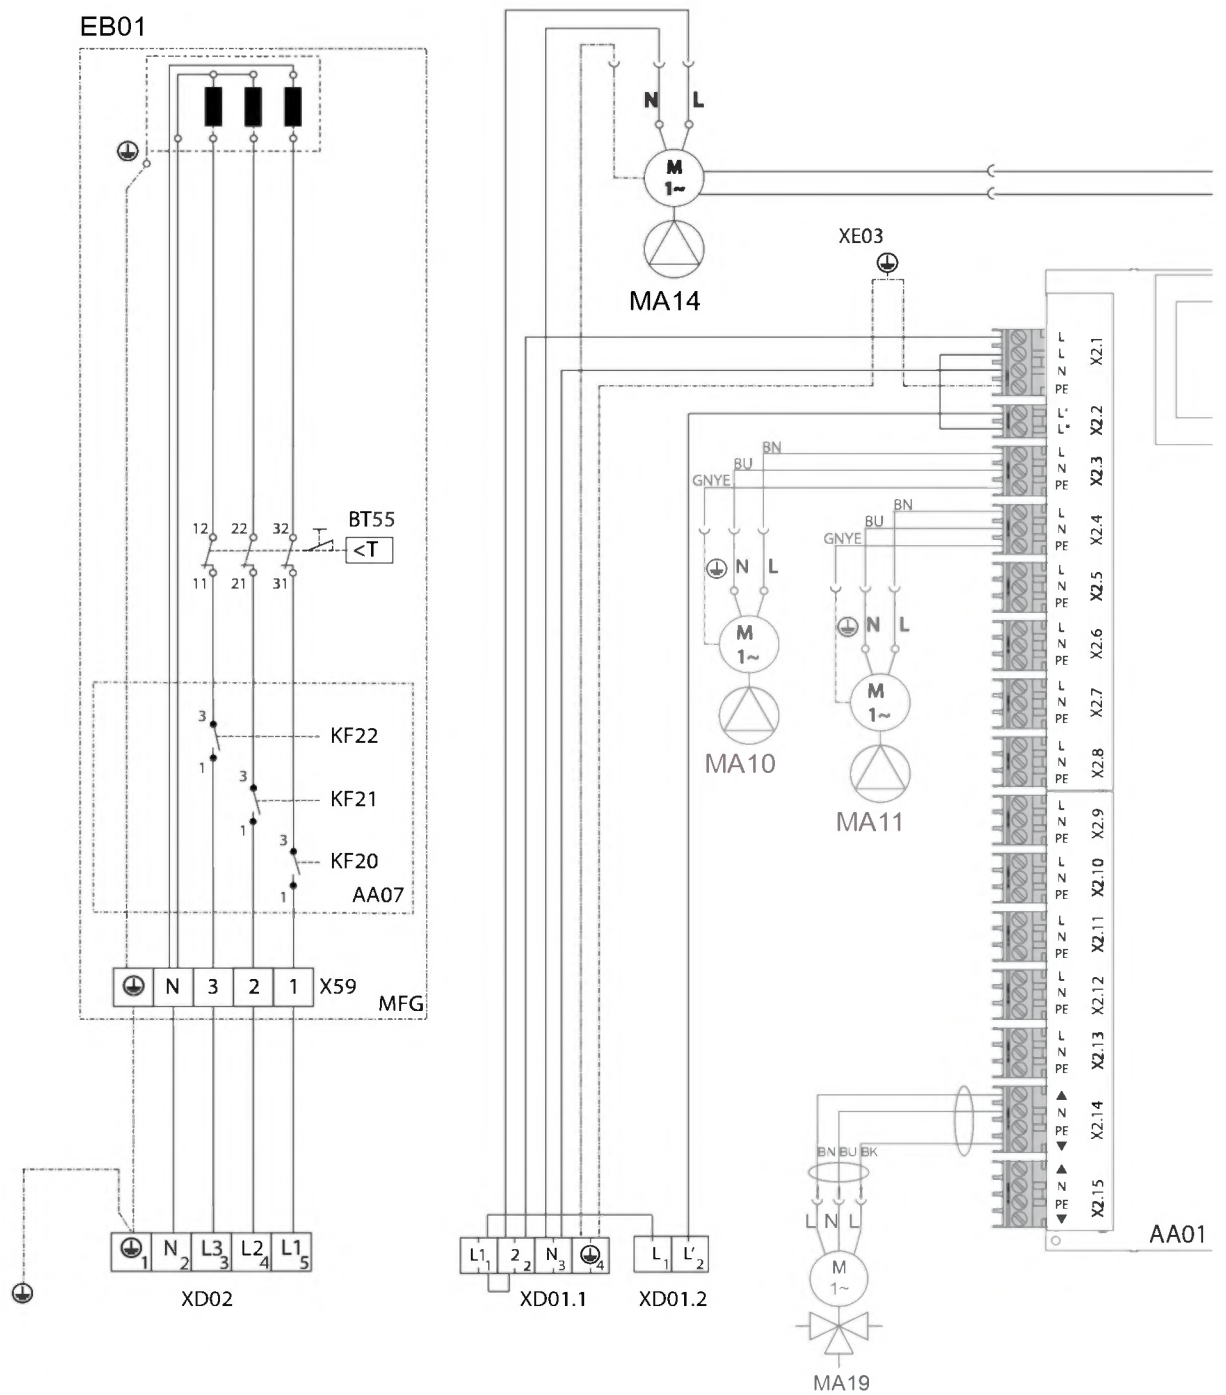 EB01
N L
M
1~
MA14
XE03
L
L
N
PE
X2.1
L'
L*
X2.2
L
N
PE
X2.3
L
N
PE
X2.4
L
N
PE
X2.5
L
N
PE
X2.6
L
N
PE
X2.7
L
N
PE
X2.8
L
N
PE
X2.9
L
N
PE
X2.10
L
N
PE
X2.11
L
N
PE
X2.12
L
N
PE
X2.13
▲
N
PE
▼
X2.14
▲
N
PE
▼
X2.15
AA01
BN
BU
GNYE
N L
M
1~
MA10
BN
BU
GNYE
N L
M
1~
MA11
12 22 32
BT55
<T
11 21 31
3
1
KF22
3
1
KF21
3
1
KF20
AA07
N 3 2 1 X59
MFG
1 N 2 L3 3 L2 4 L1 5
XD02
L1 1 2 2 N 3 4
XD01.1
L 1 L' 2
XD01.2
BN BU BK
L N L
M
1~
MA19